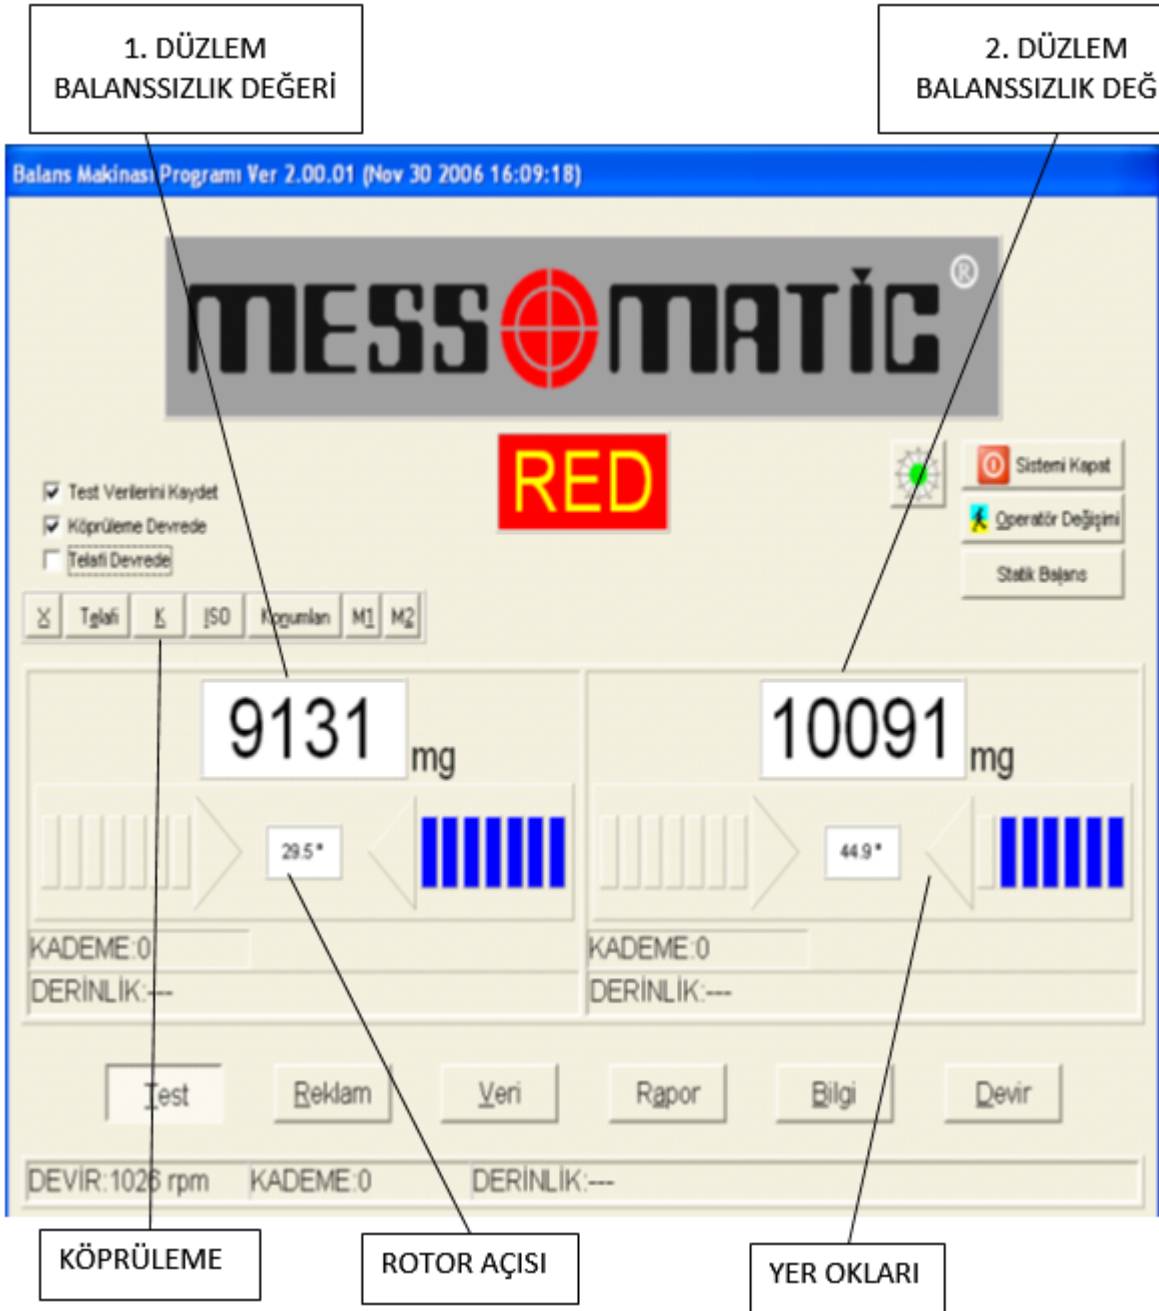 1. DÜZLEM
BALANSSIZLIK DEĞERİ
2. DÜZLEM
BALANSSIZLIK DEĞ
Balans Makinası Programı Ver 2.00.01 (Nov 30 2006 16:09:18)
MESSOMATİC ®
RED
Test Verilerini Kaydet
Köprüleme Devrede
Telafi Devrede
Sistemi Kapat
Operatör Değişimi
Statik Balans
X Telafi K ISO Konumlan M1 M2
9131 mg
10091 mg
29.5 °
44.9 °
KADEME:0
KADEME:0
DERİNLİK:---
DERİNLİK:---
Test Reklam Veri Rapor Bilgi Devir
DEVİR:1026 rpm KADEME:0 DERİNLİK:---
KÖPRÜLEME
ROTOR AÇISI
YER OKLARI